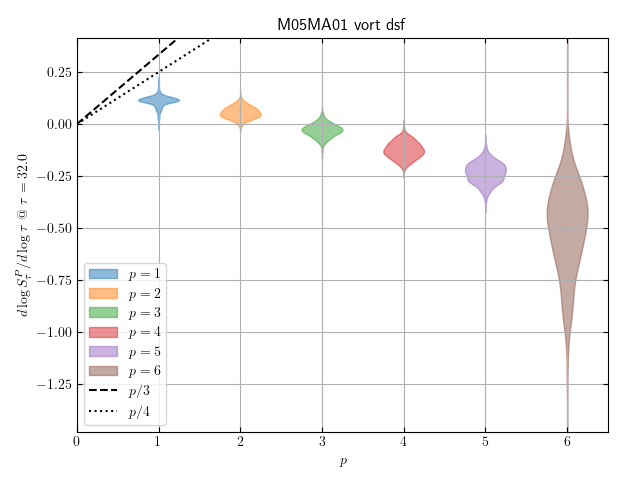 M05MA01 vort dsf
d log S_τ^P / d log τ @ τ = 32.0
0.25
0.00
−0.25
−0.50
−0.75
−1.00
−1.25
p = 1
p = 2
p = 3
p = 4
p = 5
p = 6
p/3
p/4
0 1 2 3 4 5 6
p